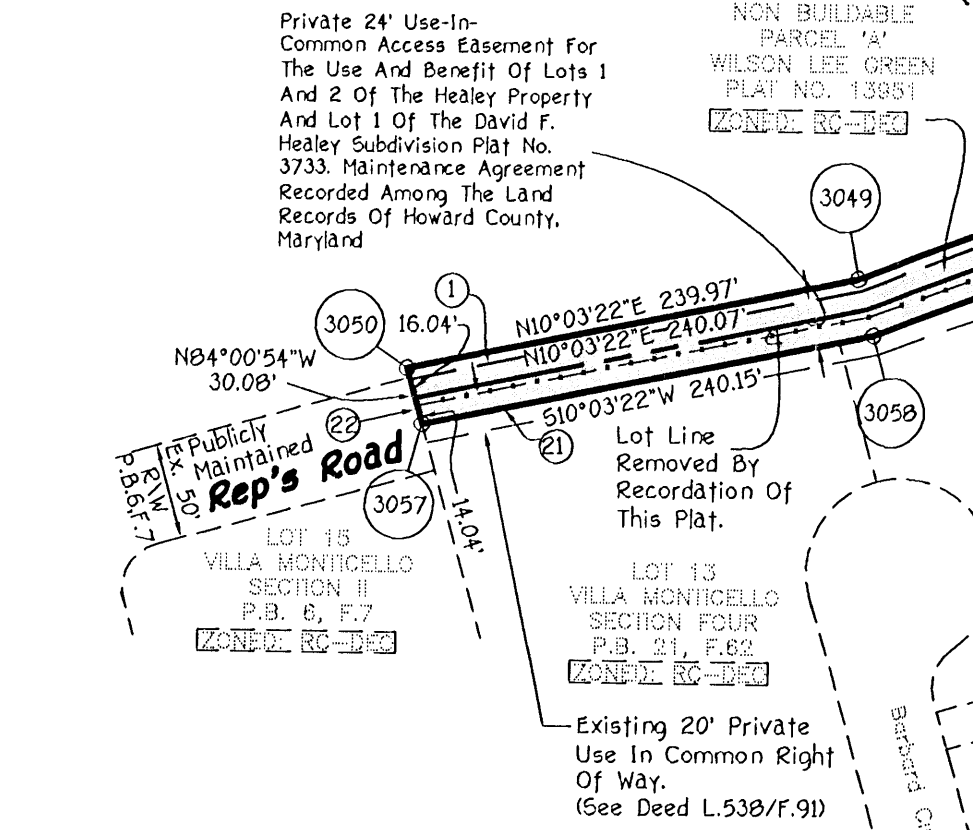 Private 24' Use-In-
Common Access Easement For
The Use And Benefit Of Lots 1
And 2 Of The Healey Property
And Lot 1 Of The David F.
Healey Subdivision Plat No.
3733. Maintenance Agreement
Recorded Among The Land
Records Of Howard County,
Maryland
NON BUILDABLE
PARCEL 'A'
WILSON LEE GREEN
PLAT NO. 13951
ZONED: RC-DEO
3049
1
3050
16.04'
N10°03'22"E 239.97'
N10°03'22"E 240.07'
S10°03'22"W 240.15'
N84°00'54"W
30.08'
22
21
3058
3057
14.04'
Publicly
Maintained
Rep's Road
Ex. 50'
R\W
P.B.6,F.7
Lot Line
Removed By
Recordation Of
This Plat.
LOT 15
VILLA MONTICELLO
SECTION II
P.B. 6, F.7
ZONED: RC-DEO
LOT 13
VILLA MONTICELLO
SECTION FOUR
P.B. 21, F.62
ZONED: RC-DEO
Existing 20' Private
Use In Common Right
Of Way.
(See Deed L.538/F.91)